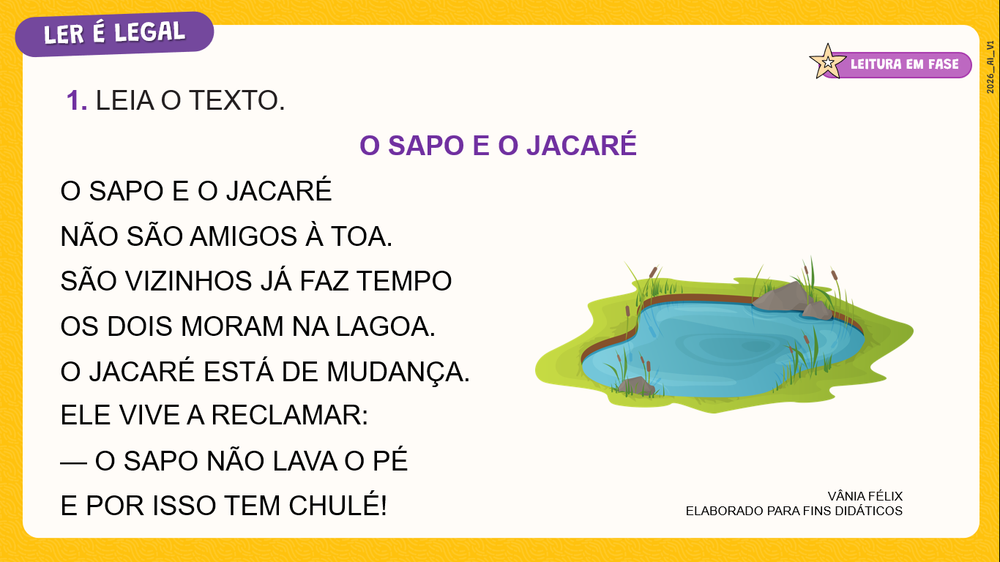 LER É LEGAL
LEITURA EM FASE
2026_AI_V1
1. LEIA O TEXTO.
O SAPO E O JACARÉ
O SAPO E O JACARÉ
NÃO SÃO AMIGOS À TOA.
SÃO VIZINHOS JÁ FAZ TEMPO
OS DOIS MORAM NA LAGOA.
O JACARÉ ESTÁ DE MUDANÇA.
ELE VIVE A RECLAMAR:
— O SAPO NÃO LAVA O PÉ
E POR ISSO TEM CHULÉ!
VÂNIA FÉLIX
ELABORADO PARA FINS DIDÁTICOS